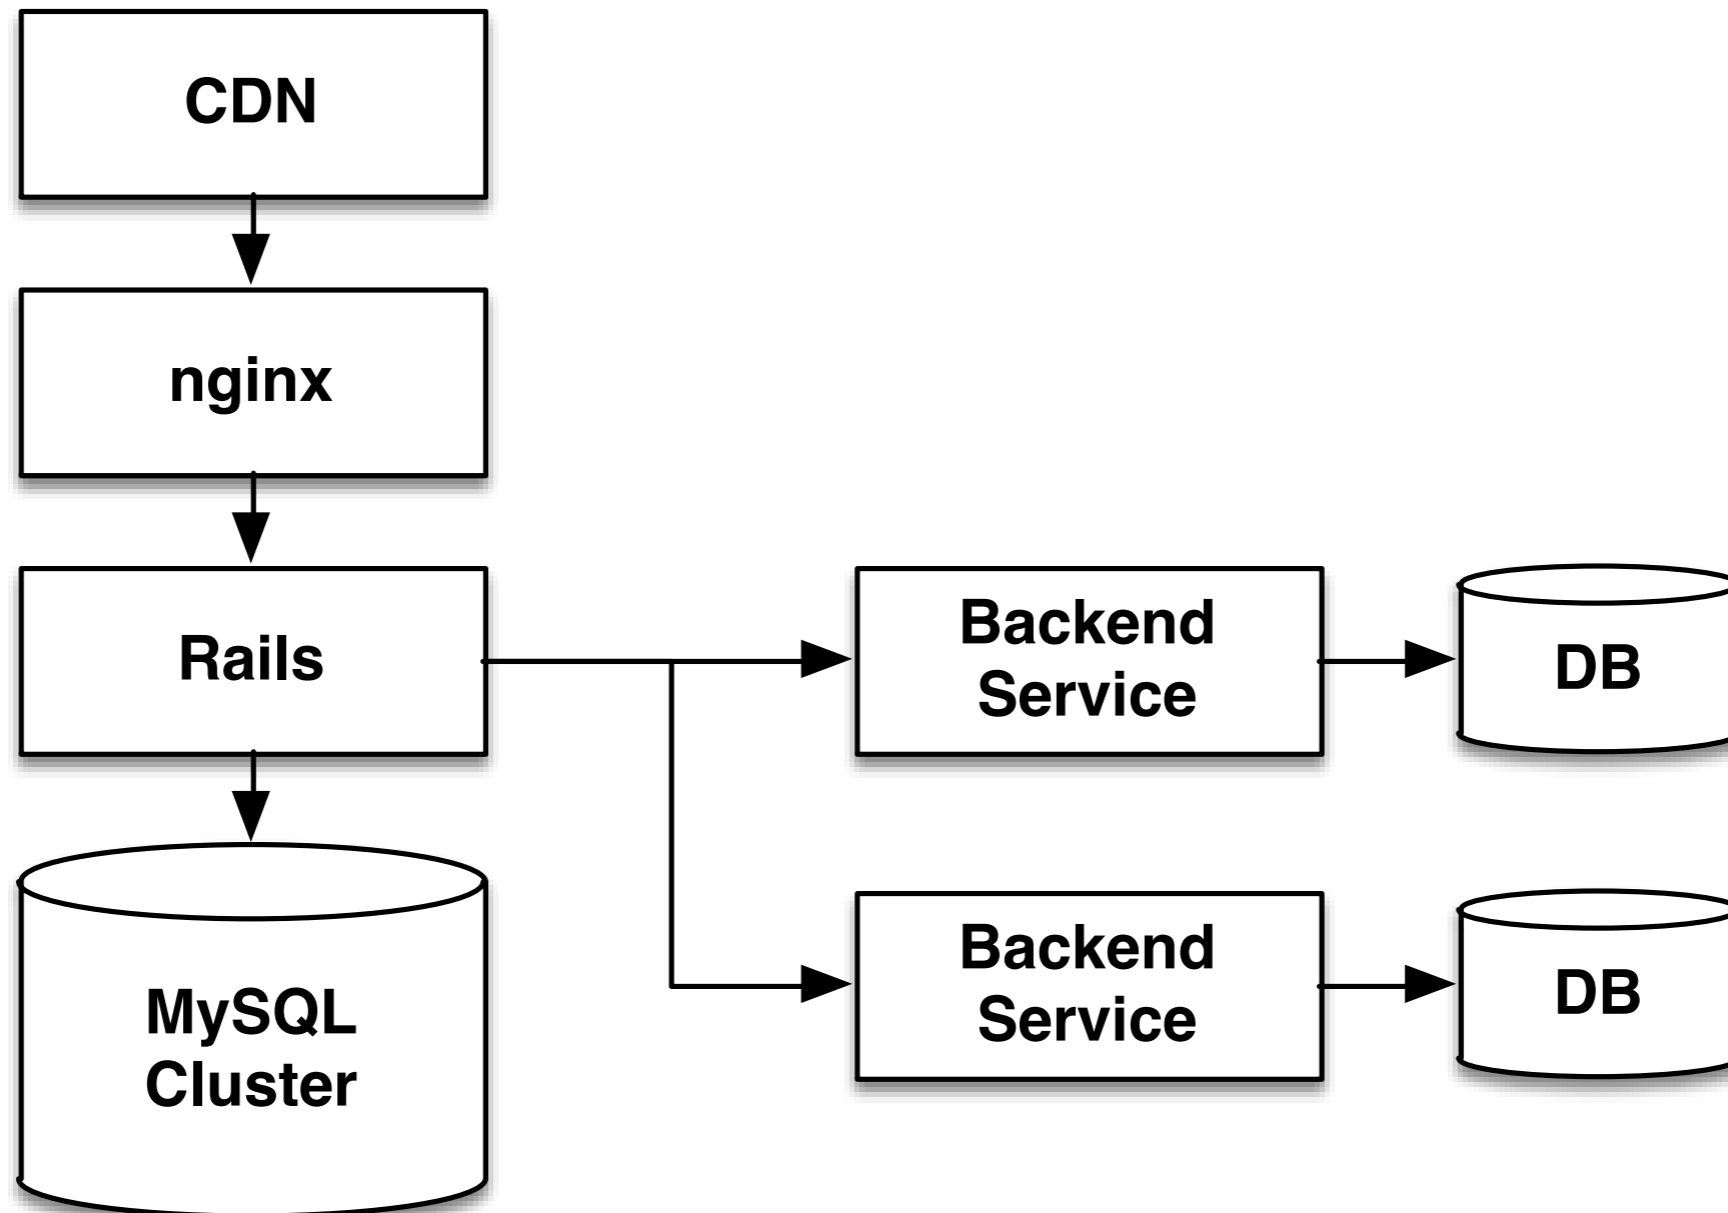 CDN
nginx
Rails
Backend
Service
DB
MySQL
Cluster
Backend
Service
DB